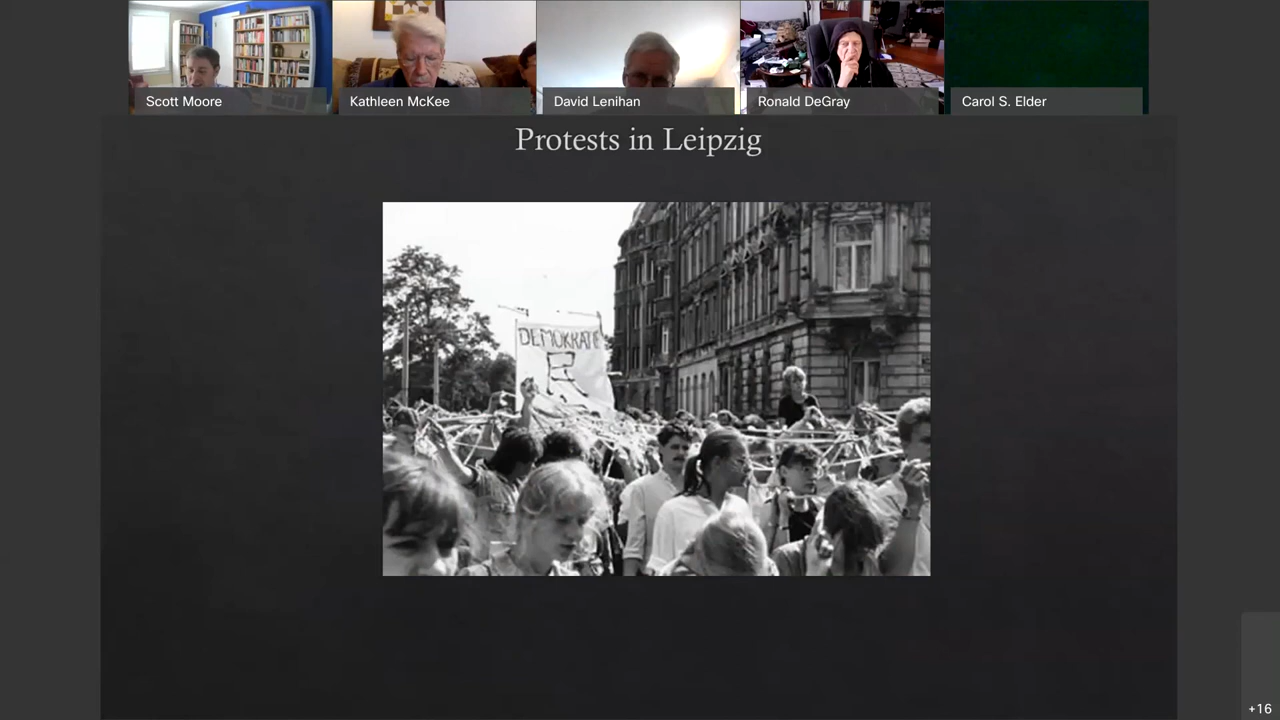 Scott Moore
Kathleen McKee
David Lenihan
Ronald DeGray
Carol S. Elder
Protests in Leipzig
DEMOKRATIE
+16